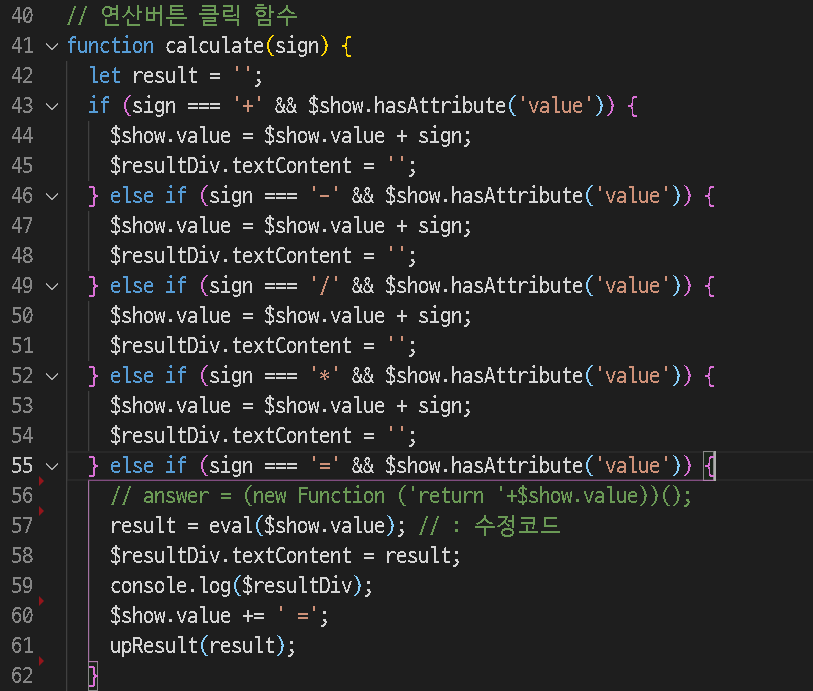 40 // 연산버튼 클릭 함수
41 function calculate(sign) {
42 let result = '';
43 if (sign === '+' && $show.hasAttribute('value')) {
44 $show.value = $show.value + sign;
45 $resultDiv.textContent = '';
46 } else if (sign === '-' && $show.hasAttribute('value')) {
47 $show.value = $show.value + sign;
48 $resultDiv.textContent = '';
49 } else if (sign === '/' && $show.hasAttribute('value')) {
50 $show.value = $show.value + sign;
51 $resultDiv.textContent = '';
52 } else if (sign === '*' && $show.hasAttribute('value')) {
53 $show.value = $show.value + sign;
54 $resultDiv.textContent = '';
55 } else if (sign === '=' && $show.hasAttribute('value')) {
56 // answer = (new Function ('return '+$show.value))();
57 result = eval($show.value); // : 수정코드
58 $resultDiv.textContent = result;
59 console.log($resultDiv);
60 $show.value += ' =';
61 upResult(result);
62 }